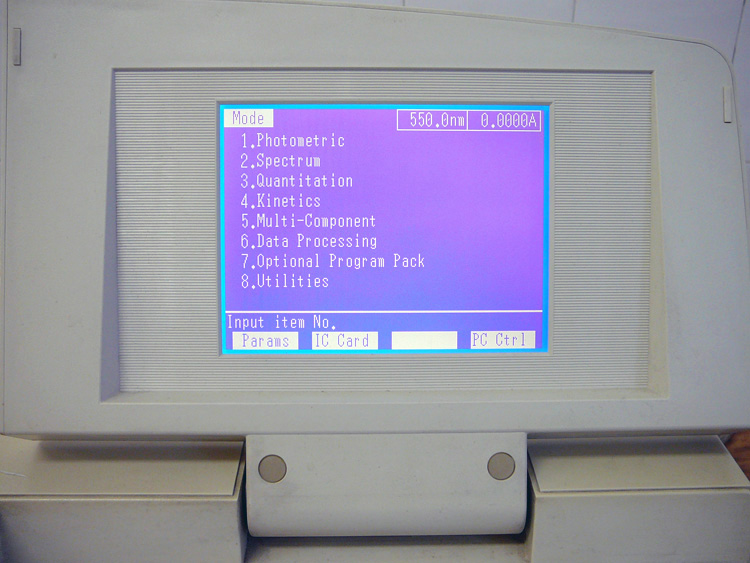 Mode 550.0nm 0.0000A
1.Photometric
2.Spectrum
3.Quantitation
4.Kinetics
5.Multi-Component
6.Data Processing
7.Optional Program Pack
8.Utilities
Input item No.
Params IC Card PC Ctrl